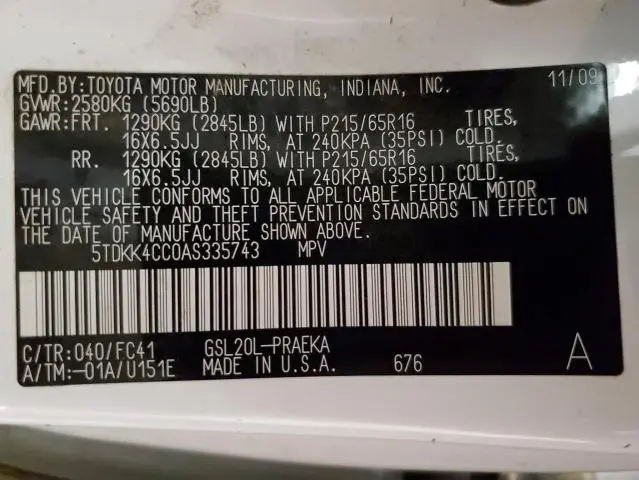 MFD.BY:TOYOTA MOTOR MANUFACTURING, INDIANA, INC. 11/09
GVWR:2580KG (5690LB)
GAWR:FRT. 1290KG (2845LB) WITH P215/65R16 TIRES,
16X6.5JJ RIMS, AT 240KPA (35PSI) COLD.
RR. 1290KG (2845LB) WITH P215/65R16 TIRES,
16X6.5JJ RIMS, AT 240KPA (35PSI) COLD.
THIS VEHICLE CONFORMS TO ALL APPLICABLE FEDERAL MOTOR
VEHICLE SAFETY AND THEFT PREVENTION STANDARDS IN EFFECT ON
THE DATE OF MANUFACTURE SHOWN ABOVE.
5TDKK4CC0AS335743 MPV
C/TR:040/FC41 GSL20L-PRAEKA
A/TM:-01A/U151E MADE IN U.S.A. 676 A